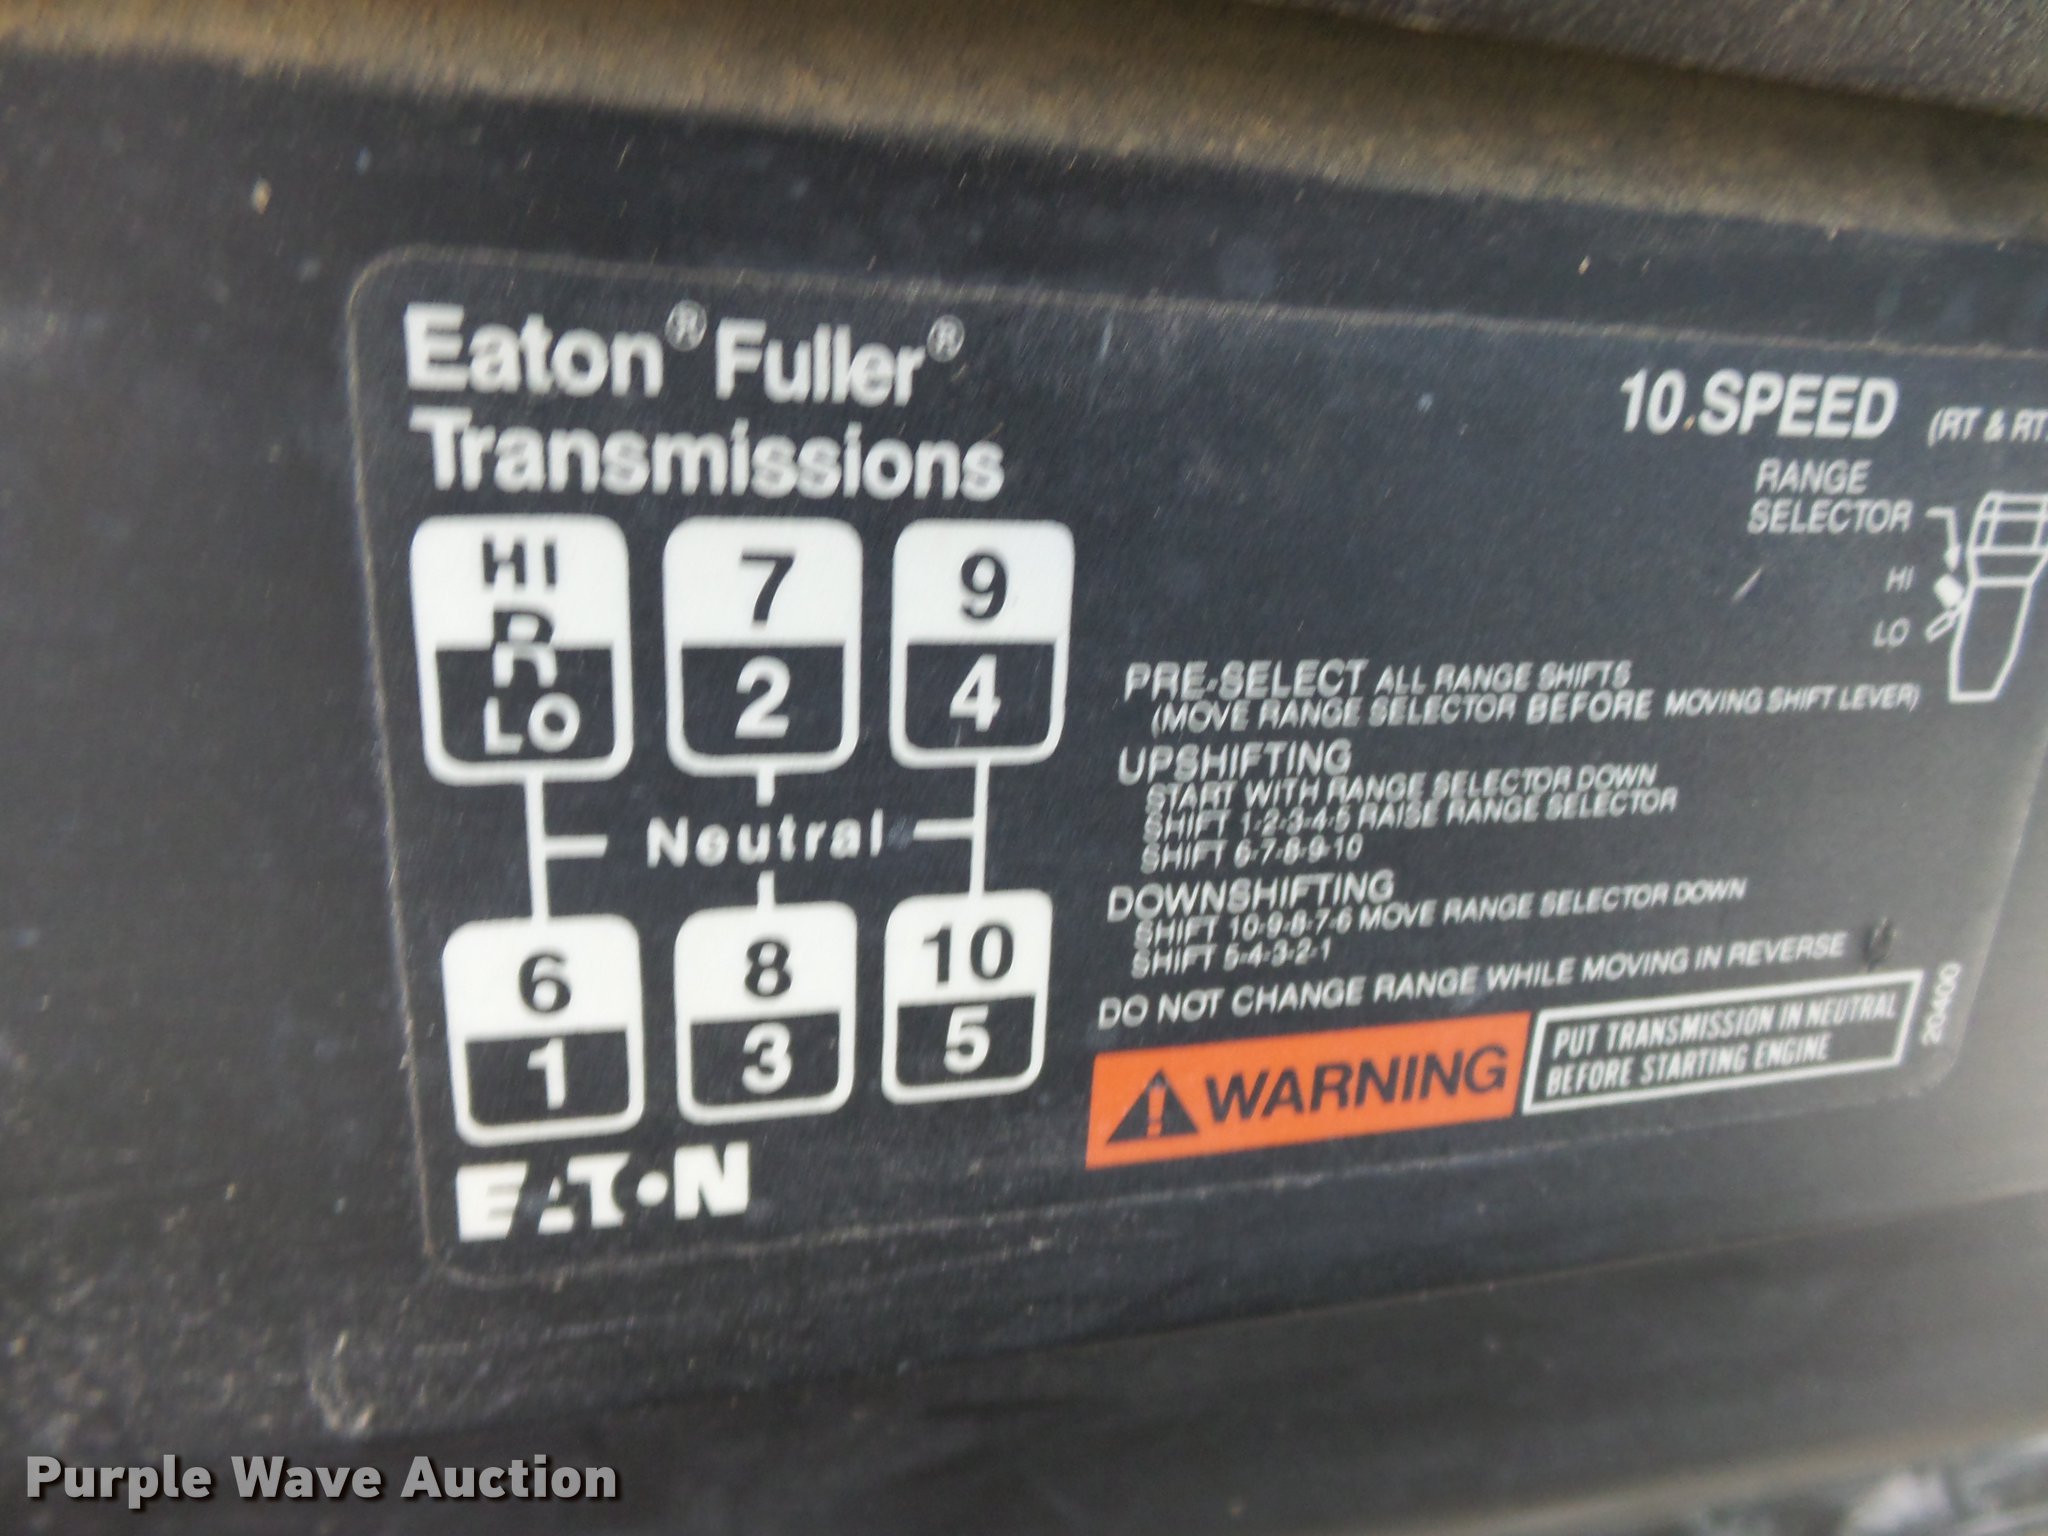 Eaton® Fuller®
Transmissions
HI
R
LO
7
2
9
4
Neutral
6
1
8
3
10
5
EATON
10 SPEED (RT & RT
RANGE
SELECTOR
HI
LO
PRE-SELECT ALL RANGE SHIFTS
(MOVE RANGE SELECTOR BEFORE MOVING SHIFT LEVER)
UPSHIFTING
START WITH RANGE SELECTOR DOWN
SHIFT 1-2-3-4-5 RAISE RANGE SELECTOR
SHIFT 6-7-8-9-10
DOWNSHIFTING
SHIFT 10-9-8-7-6 MOVE RANGE SELECTOR DOWN
SHIFT 5-4-3-2-1
DO NOT CHANGE RANGE WHILE MOVING IN REVERSE
WARNING
PUT TRANSMISSION IN NEUTRAL
BEFORE STARTING ENGINE
20400
Purple Wave Auction